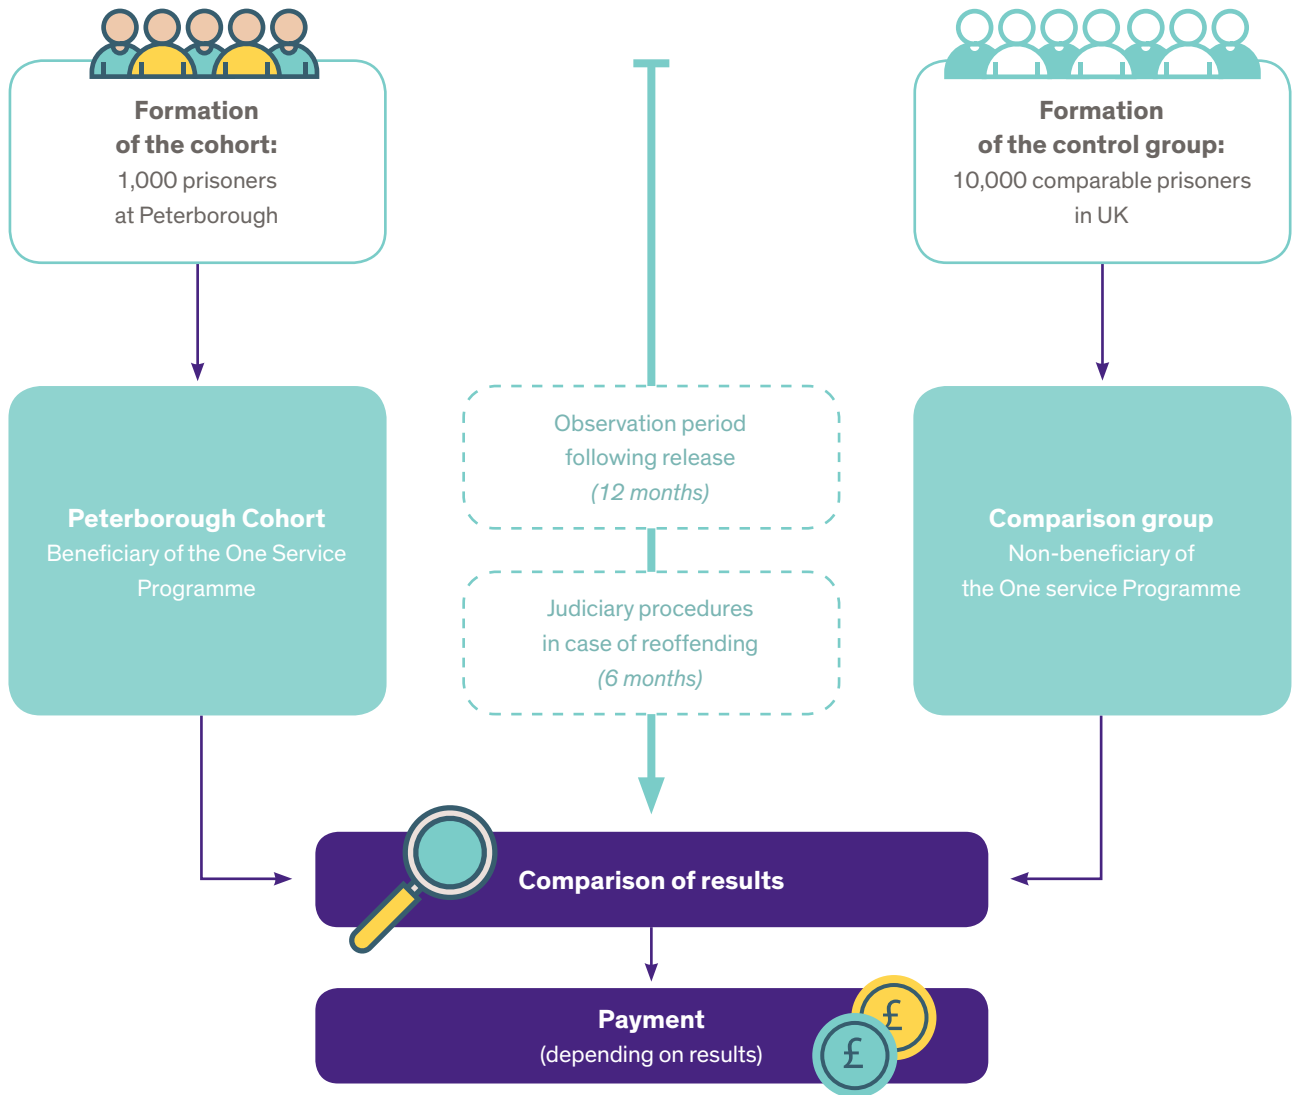 Formation
of the cohort:
1,000 prisoners
at Peterborough
Formation
of the control group:
10,000 comparable prisoners
in UK
Observation period
following release
(12 months)
Peterborough Cohort
Beneficiary of the One Service
Programme
Comparison group
Non-beneficiary of
the One service Programme
Judiciary procedures
in case of reoffending
(6 months)
Comparison of results
Payment
(depending on results)
£
£